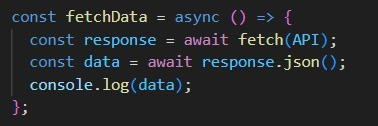 const fetchData = async () => {
  const response = await fetch(API);
  const data = await response.json();
  console.log(data);
};